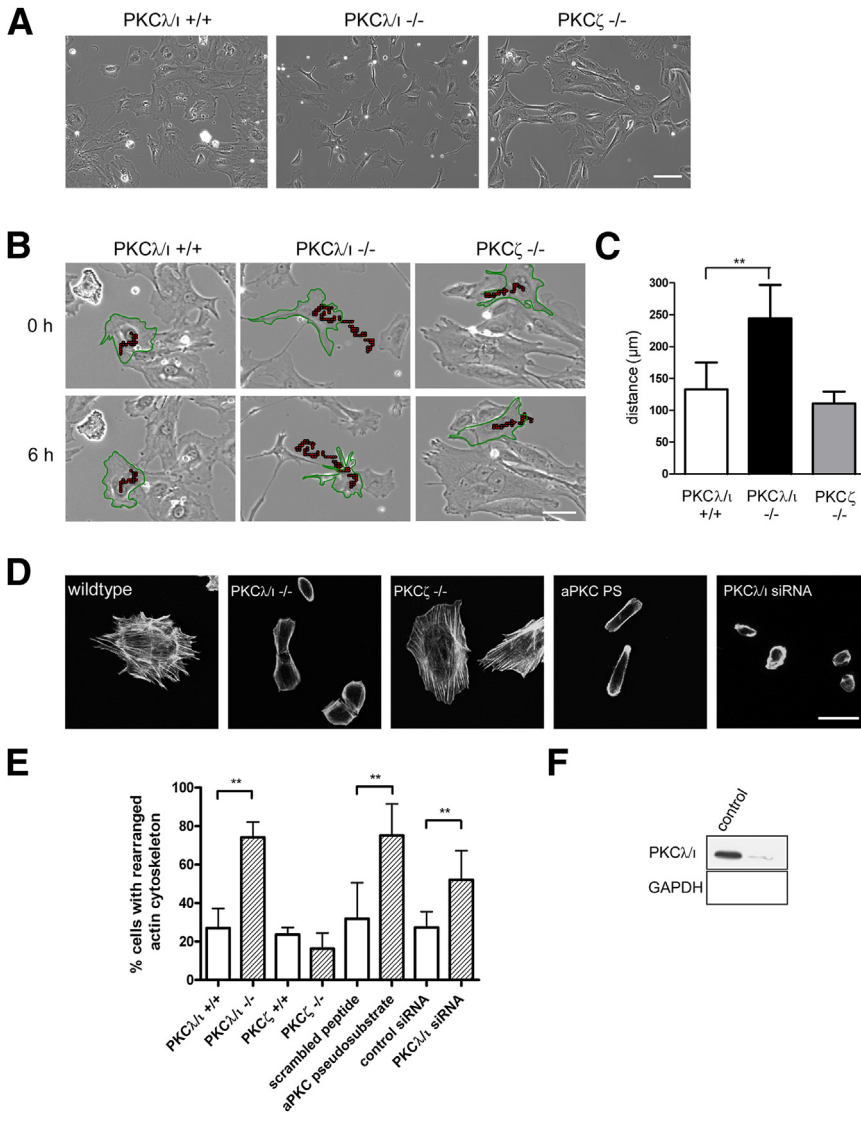 A
PKCλ/ι +/+
PKCλ/ι -/-
PKCζ -/-
B
PKCλ/ι +/+
PKCλ/ι -/-
PKCζ -/-
0 h
6 h
C
**
distance (µm)
300
250
200
150
100
50
0
PKCλ/ι
+/+
PKCλ/ι
-/-
PKCζ
-/-
D
wildtype
PKCλ/ι -/-
PKCζ -/-
aPKC PS
PKCλ/ι siRNA
E
% cells with rearranged
actin cytoskeleton
100
80
60
40
20
0
**
**
**
PKCλ/ι +/+
PKCλ/ι -/-
PKCζ +/+
PKCζ -/-
scrambled peptide
aPKC pseudosubstrate
control siRNA
PKCλ/ι siRNA
F
control
PKCλ/ι
GAPDH